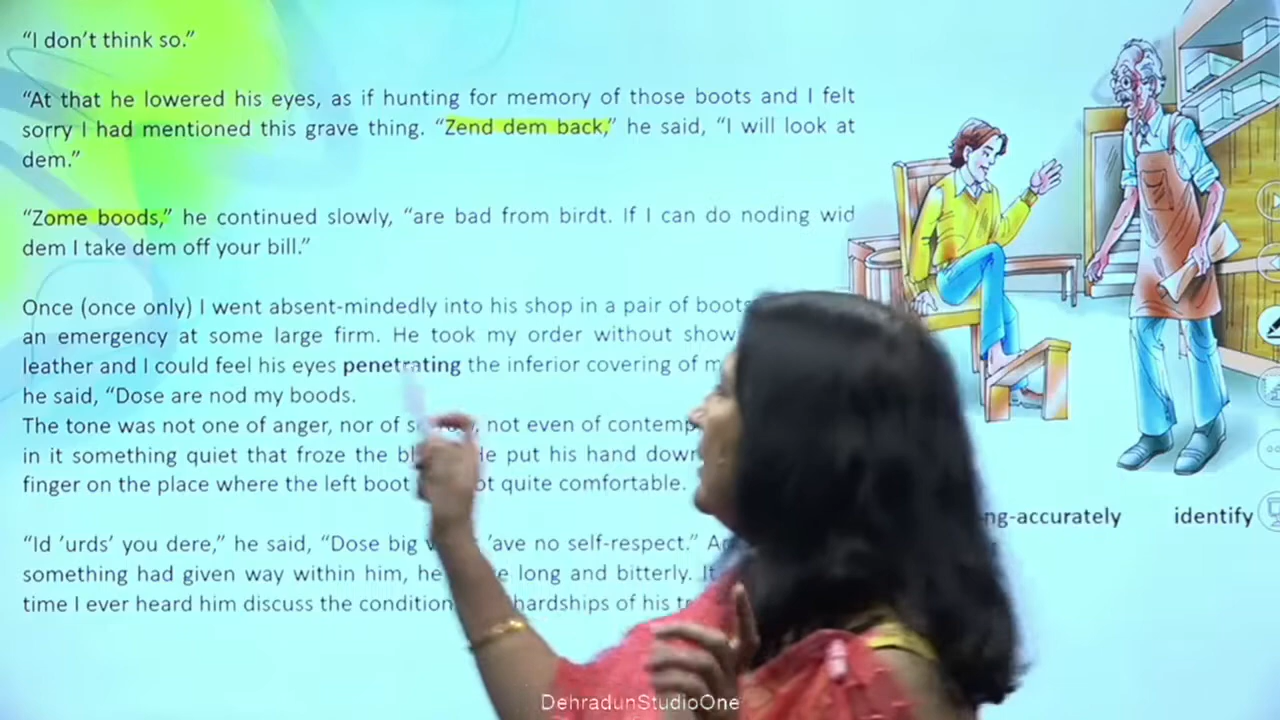 “I don’t think so.”
“At that he lowered his eyes, as if hunting for memory of those boots and I felt
sorry I had mentioned this grave thing. “Zend dem back,” he said, “I will look at
dem.”
“Zome boods,” he continued slowly, “are bad from birdt. If I can do noding wid
dem I take dem off your bill.”
Once (once only) I went absent-mindedly into his shop in a pair of boots
an emergency at some large firm. He took my order without
leather and I could feel his eyes penetrating the inferior covering of
he said, “Dose are nod my boods.
The tone was not one of anger, nor of not even of
in it something quiet that froze the put his hand down
finger on the place where the left boot quite comfortable.
“Id ’urds’ you dere,” he said, “Dose big ’ave no self-respect.”
something had given way within him, he long and bitterly. It
time I ever heard him discuss the condition hardships of his
ng-accurately identify
DehradunStudioOne